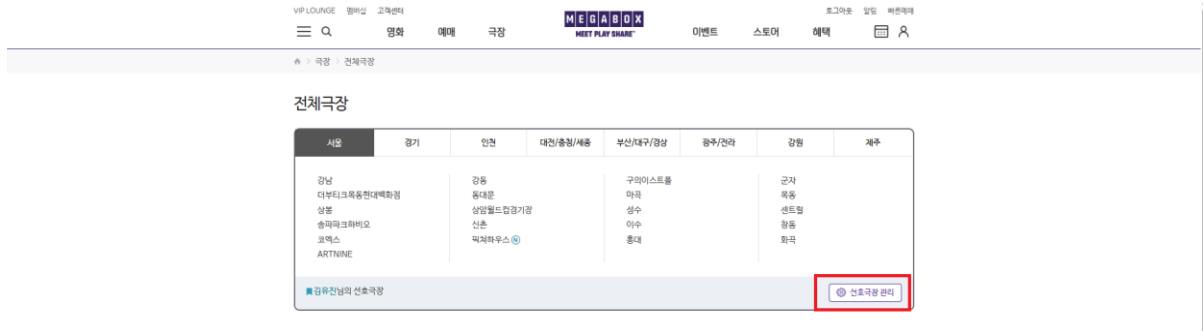 VIP LOUNGE 멤버십 고객센터 로그아웃 알림 빠른예매
영화 예매 극장 MEGABOX 이벤트 스토어 혜택
MEET PLAY SHARE
극장 전체극장
전체극장
서울 경기 인천 대전/충청/세종 부산/대구/경상 광주/전라 강원 제주
강남 강동 구의이스트폴 군자
더부티크목동현대백화점 동대문 마곡 목동
상봉 상암월드컵경기장 성수 센트럴
송파파크하비오 신촌 이수 창동
코엑스 픽쳐하우스 N 홍대 화곡
ARTNINE
김유진님의 선호극장 선호극장 관리